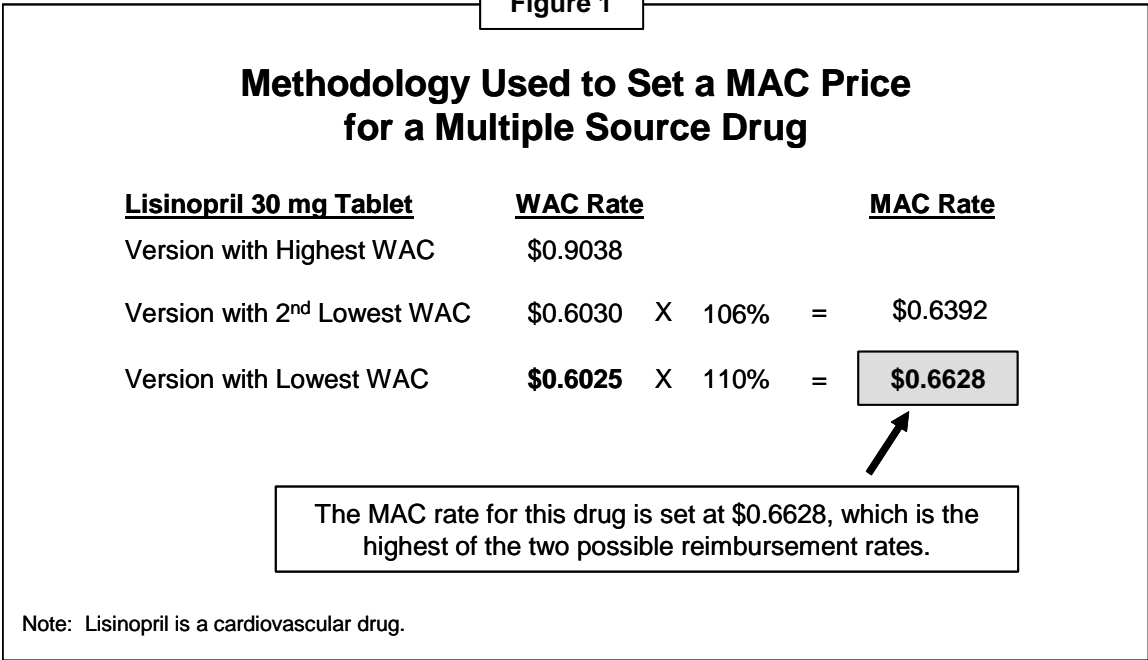 Figure 1
Methodology Used to Set a MAC Price
for a Multiple Source Drug
Lisinopril 30 mg Tablet WAC Rate MAC Rate
Version with Highest WAC $0.9038
Version with 2nd Lowest WAC $0.6030 X 106% = $0.6392
Version with Lowest WAC $0.6025 X 110% = $0.6628
The MAC rate for this drug is set at $0.6628, which is the
highest of the two possible reimbursement rates.
Note: Lisinopril is a cardiovascular drug.